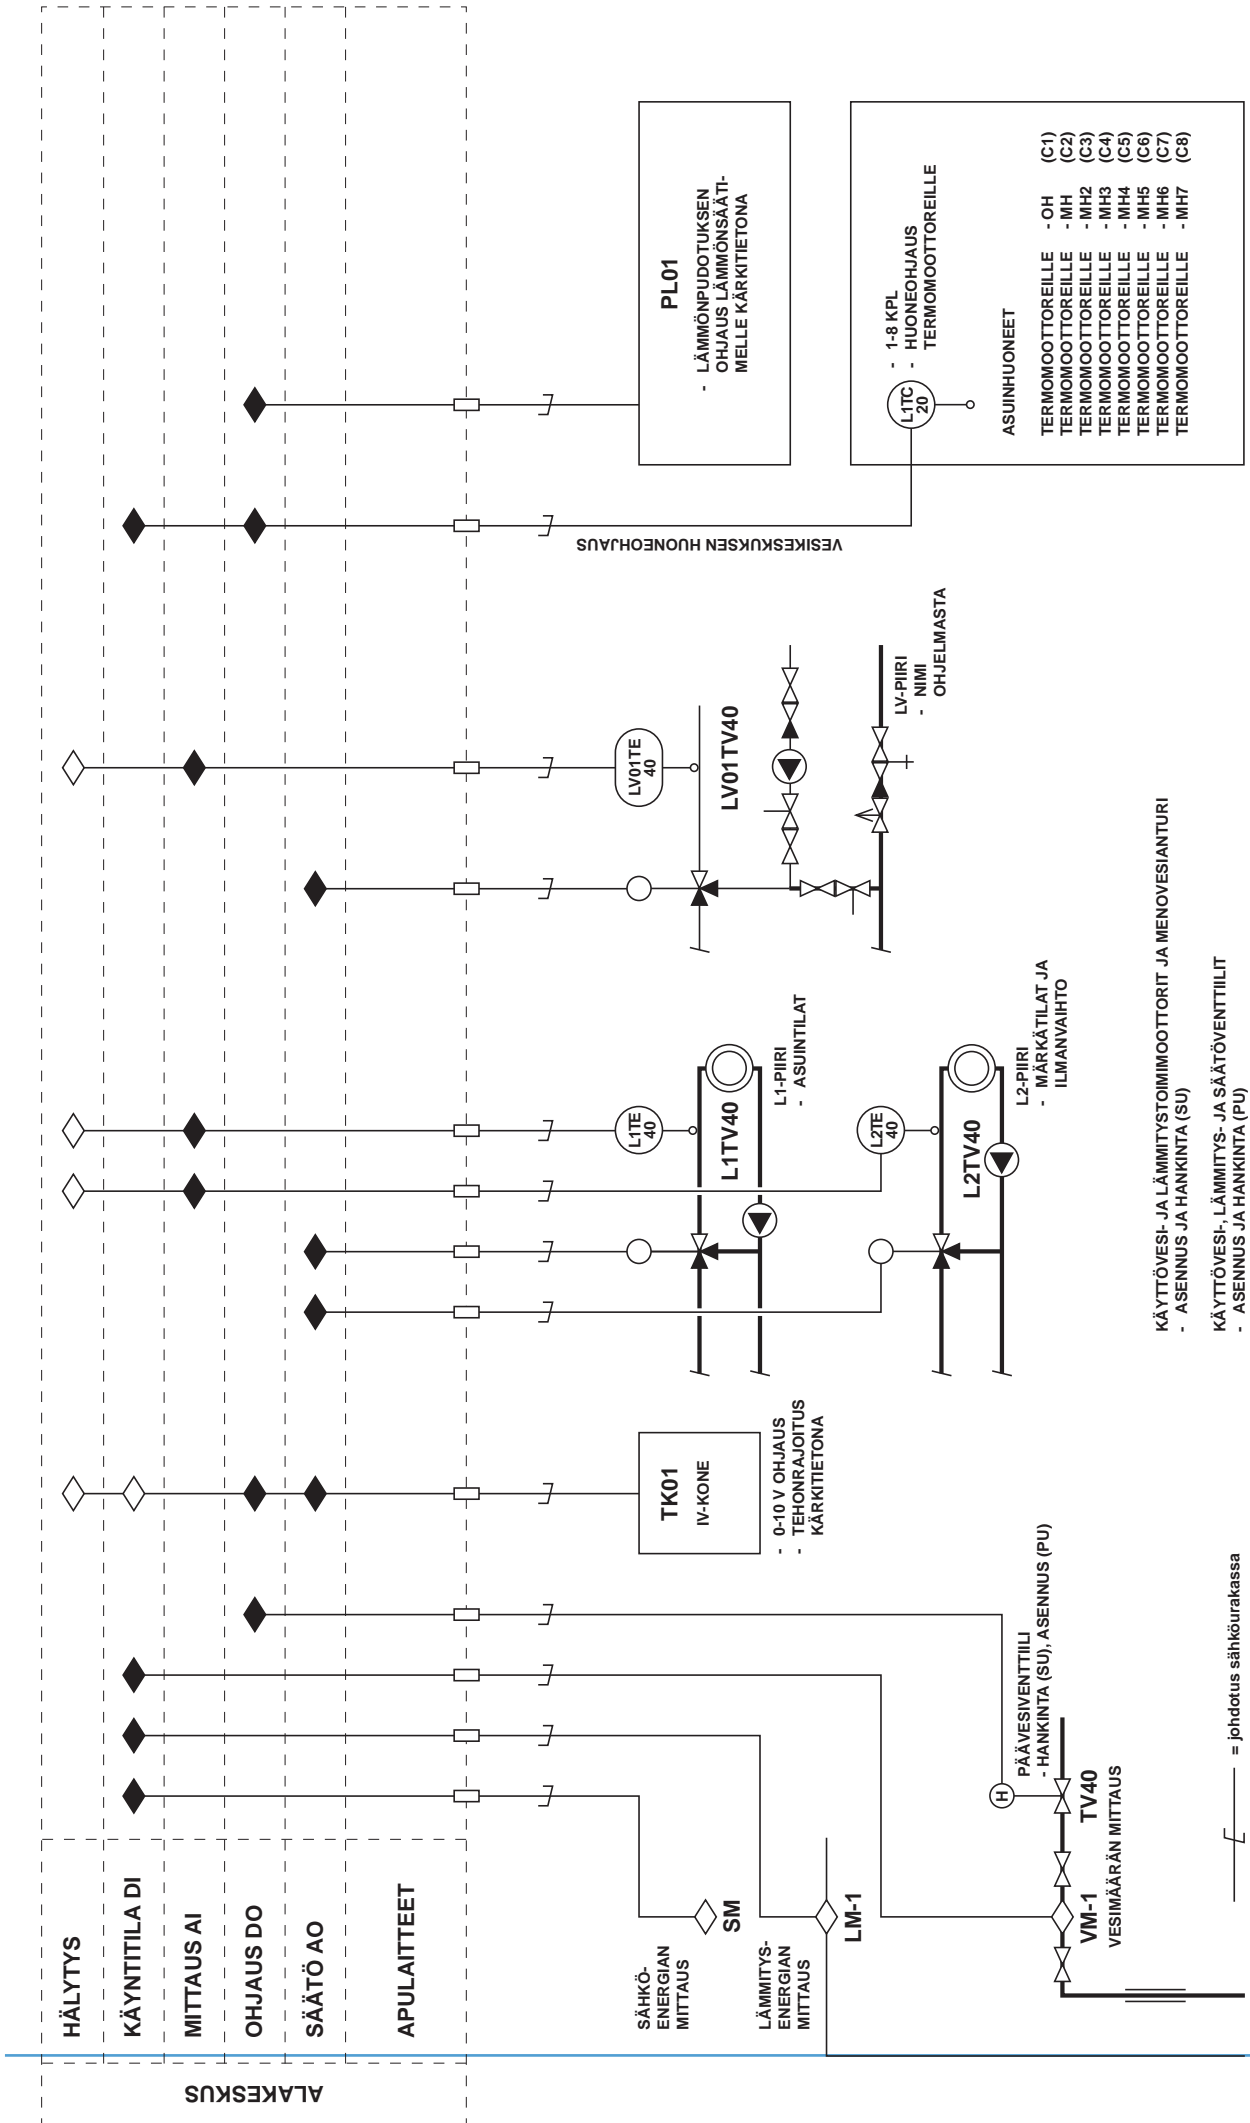 ALAKESKUS
HÄLYTYS
KÄYNTITILA DI
MITTAUS AI
OHJAUS DO
SÄÄTÖ AO
APULAITTEET
SÄHKÖ-
ENERGIAN
MITTAUS
SM
LÄMMITYS-
ENERGIAN
MITTAUS
LM-1
VM-1
VESIMÄÄRÄN MITTAUS
TV40
H
PÄÄVESIVENTTIILI
- HANKINTA (SU), ASENNUS (PU)
= johdotus sähköurakassa
TK01
IV-KONE
- 0-10 V OHJAUS
- TEHONRAJOITUS
KÄRKITIETONA
L1TE
40
L1TV40
L1-PIIRI
- ASUINTILAT
L2TE
40
L2TV40
L2-PIIRI
- MÄRKÄTILAT JA
ILMANVAIHTO
KÄYTTÖVESI- JA LÄMMITYSTOIMIMOOTTORIT JA MENOVESIANTURI
- ASENNUS JA HANKINTA (SU)
KÄYTTÖVESI-, LÄMMITYS- JA SÄÄTÖVENTTIILIT
- ASENNUS JA HANKINTA (PU)
LV01TE
40
LV01TV40
LV-PIIRI
- NIMI
OHJELMASTA
VESIKESKUKSEN HUONEOHJAUS
PL01
- LÄMMÖNPUDOTUKSEN
OHJAUS LÄMMÖNSÄÄTI-
MELLE KÄRKITIETONA
L1TC
20
- 1-8 KPL
- HUONEOHJAUS
TERMOMOOTTOREILLE
ASUINHUONEET
TERMOMOOTTOREILLE - OH (C1)
TERMOMOOTTOREILLE - MH (C2)
TERMOMOOTTOREILLE - MH2 (C3)
TERMOMOOTTOREILLE - MH3 (C4)
TERMOMOOTTOREILLE - MH4 (C5)
TERMOMOOTTOREILLE - MH5 (C6)
TERMOMOOTTOREILLE - MH6 (C7)
TERMOMOOTTOREILLE - MH7 (C8)